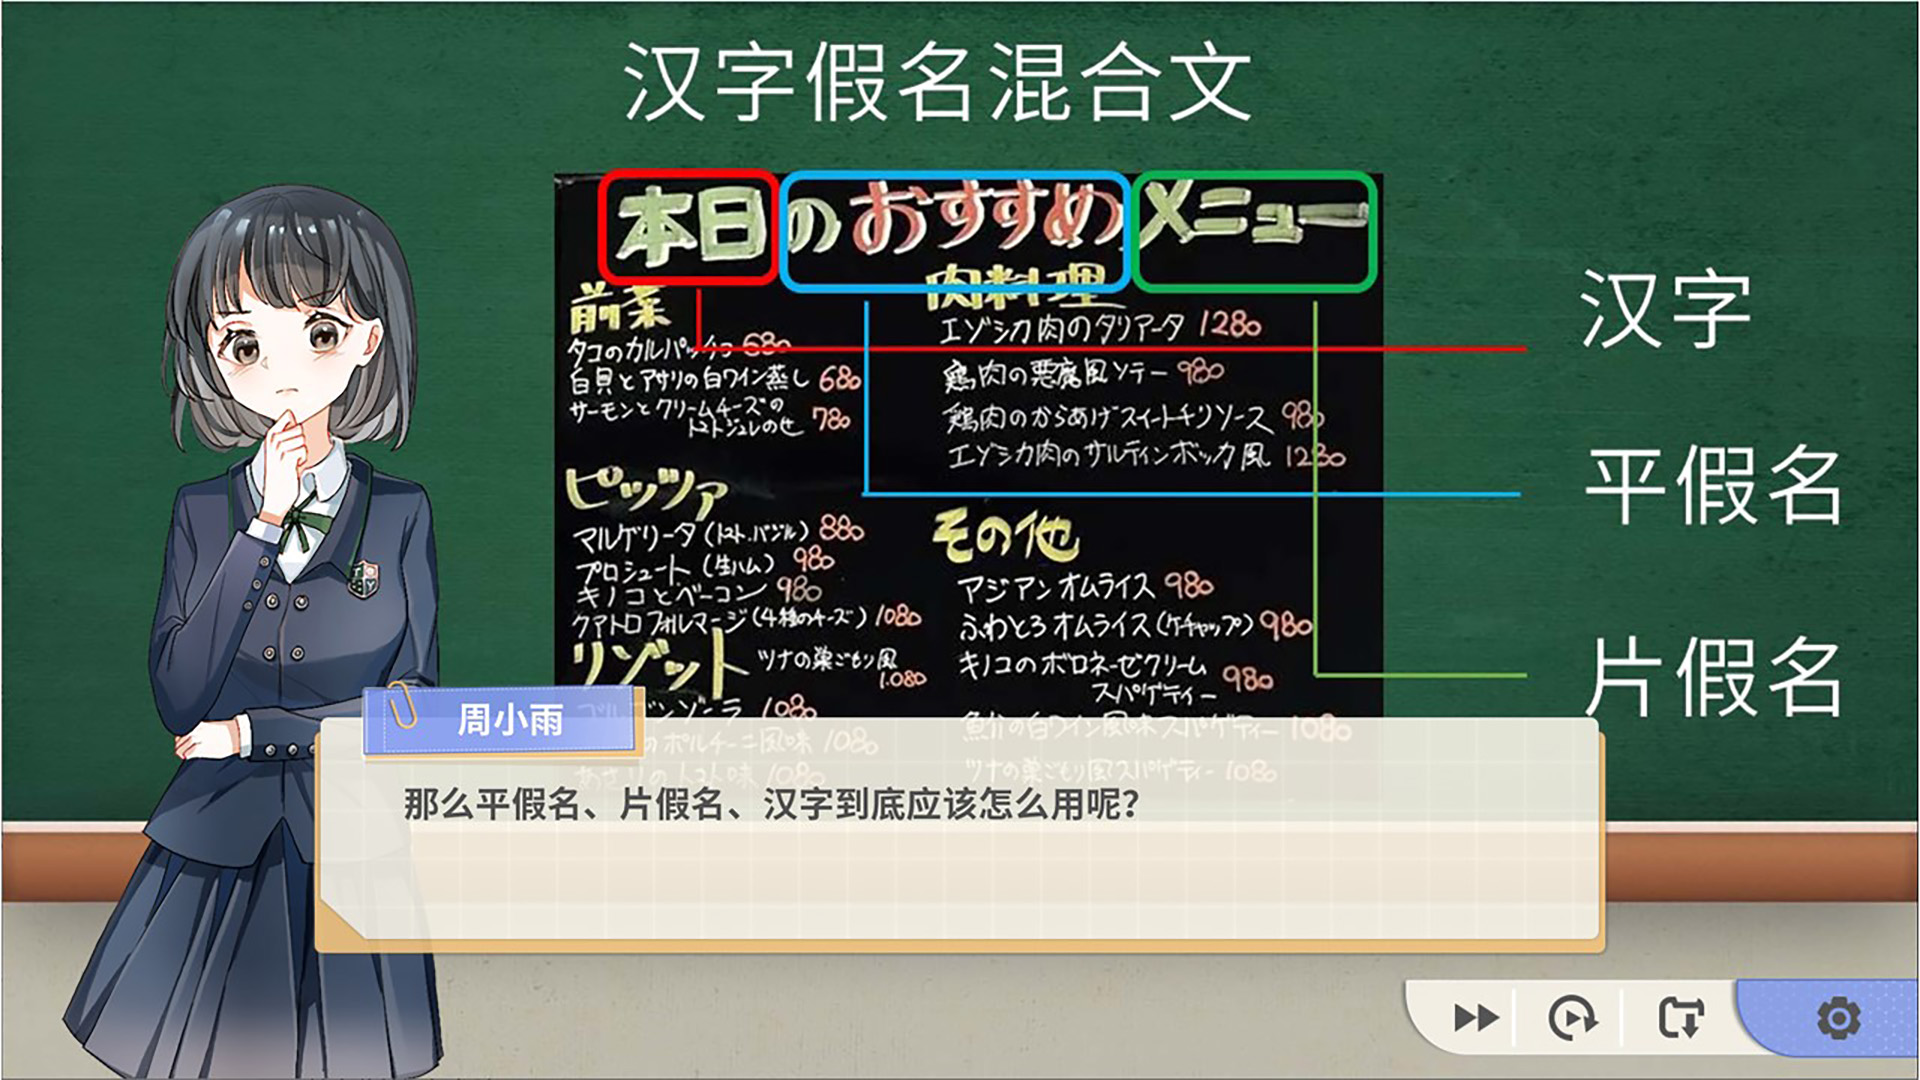 汉字假名混合文
本日のおすすめメニュー
前菜
タコのカルパッチョ 680
白貝とアサリの白ワイン蒸し 680
サーモンとクリームチーズの
トマトジュレのせ 780
ピッツァ
マルゲリータ(トマト.バジル) 880
プロシュート(生ハム) 980
キノコとベーコン 980
クアトロフォルマージ(4種のチーズ) 1080
リゾット
ツナの巣ごもり風
1.080
ゴルゴンゾーラ 1080
のポルチーニ風味 1080
あさりのトマト味 1080
肉料理
エゾシカ肉のタリアータ 1280
鶏肉の悪魔風ソテー 980
鶏肉のからあげスイートチリソース 980
エゾシカ肉のサルティンボッカ風 1280
その他
アジアンオムライス 980
ふわとろオムライス(ケチャップ) 980
キノコのボロネーゼクリーム
スパゲティー 980
魚介の白ワイン風味スパゲティー 1080
ツナの巣ごもり風スパゲティー 1080
汉字
平假名
片假名
周小雨
那么平假名、片假名、汉字到底应该怎么用呢?